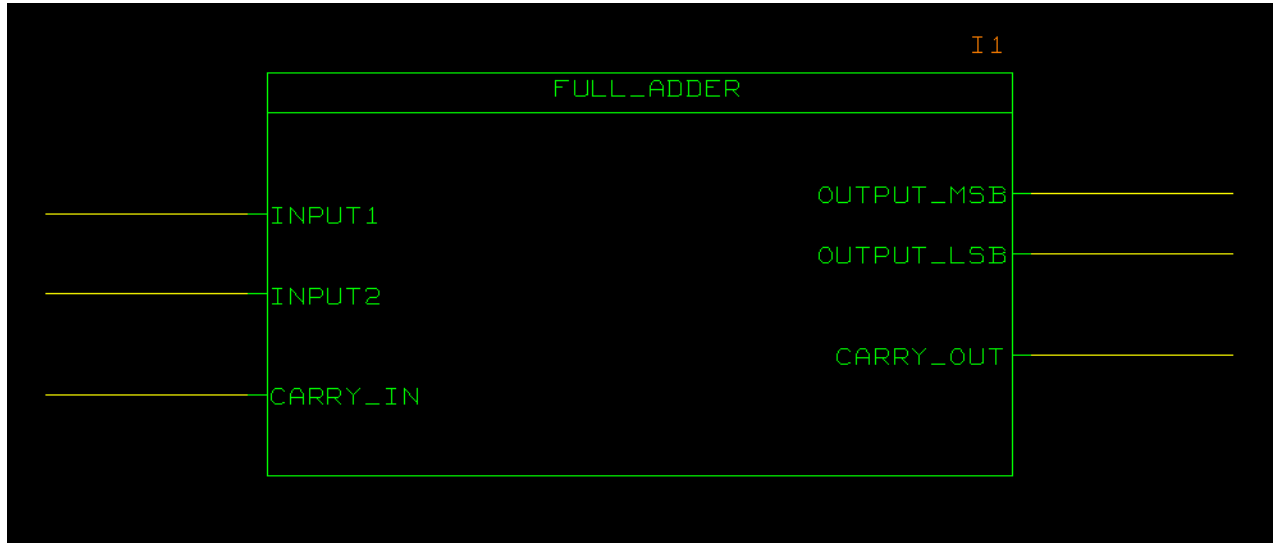 I1
FULL_ADDER
INPUT1
INPUT2
CARRY_IN
OUTPUT_MSB
OUTPUT_LSB
CARRY_OUT